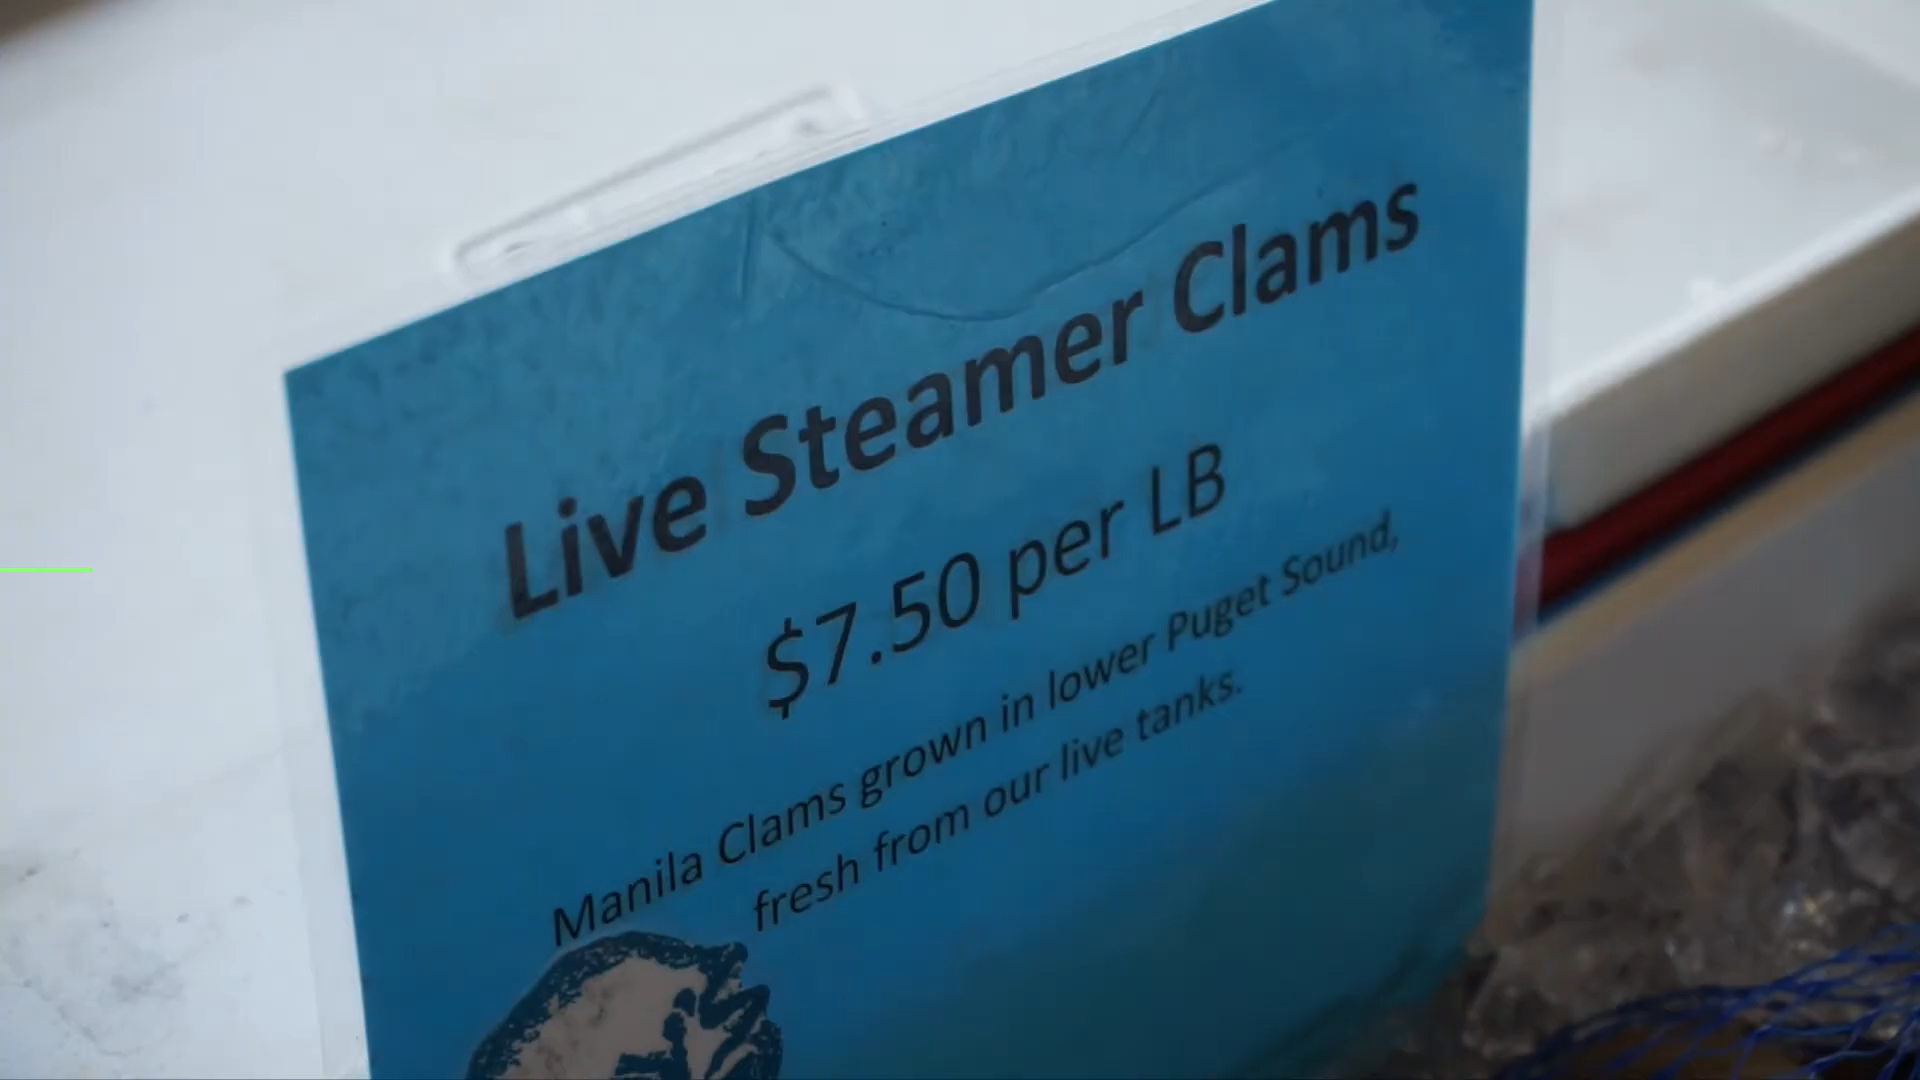 Live Steamer Clams
$7.50 per LB
Manila Clams grown in lower Puget Sound,
fresh from our live tanks.